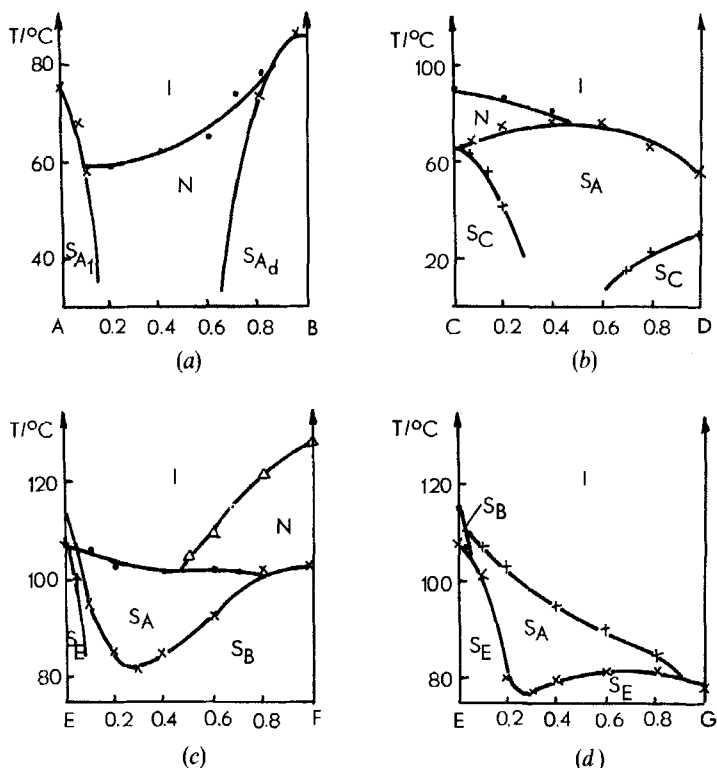 T/°C
80
60
40
I
N
S_A1
S_Ad
A 0.2 0.4 0.6 0.8 B
(a)
T/°C
100
60
20
I
N
S_A
S_C
S_C
C 0.2 0.4 0.6 0.8 D
(b)
T/°C
120
100
80
I
N
S_A
S_E
S_B
E 0.2 0.4 0.6 0.8 F
(c)
T/°C
120
100
80
I
S_B
S_A
S_E
S_E
E 0.2 0.4 0.6 0.8 G
(d)